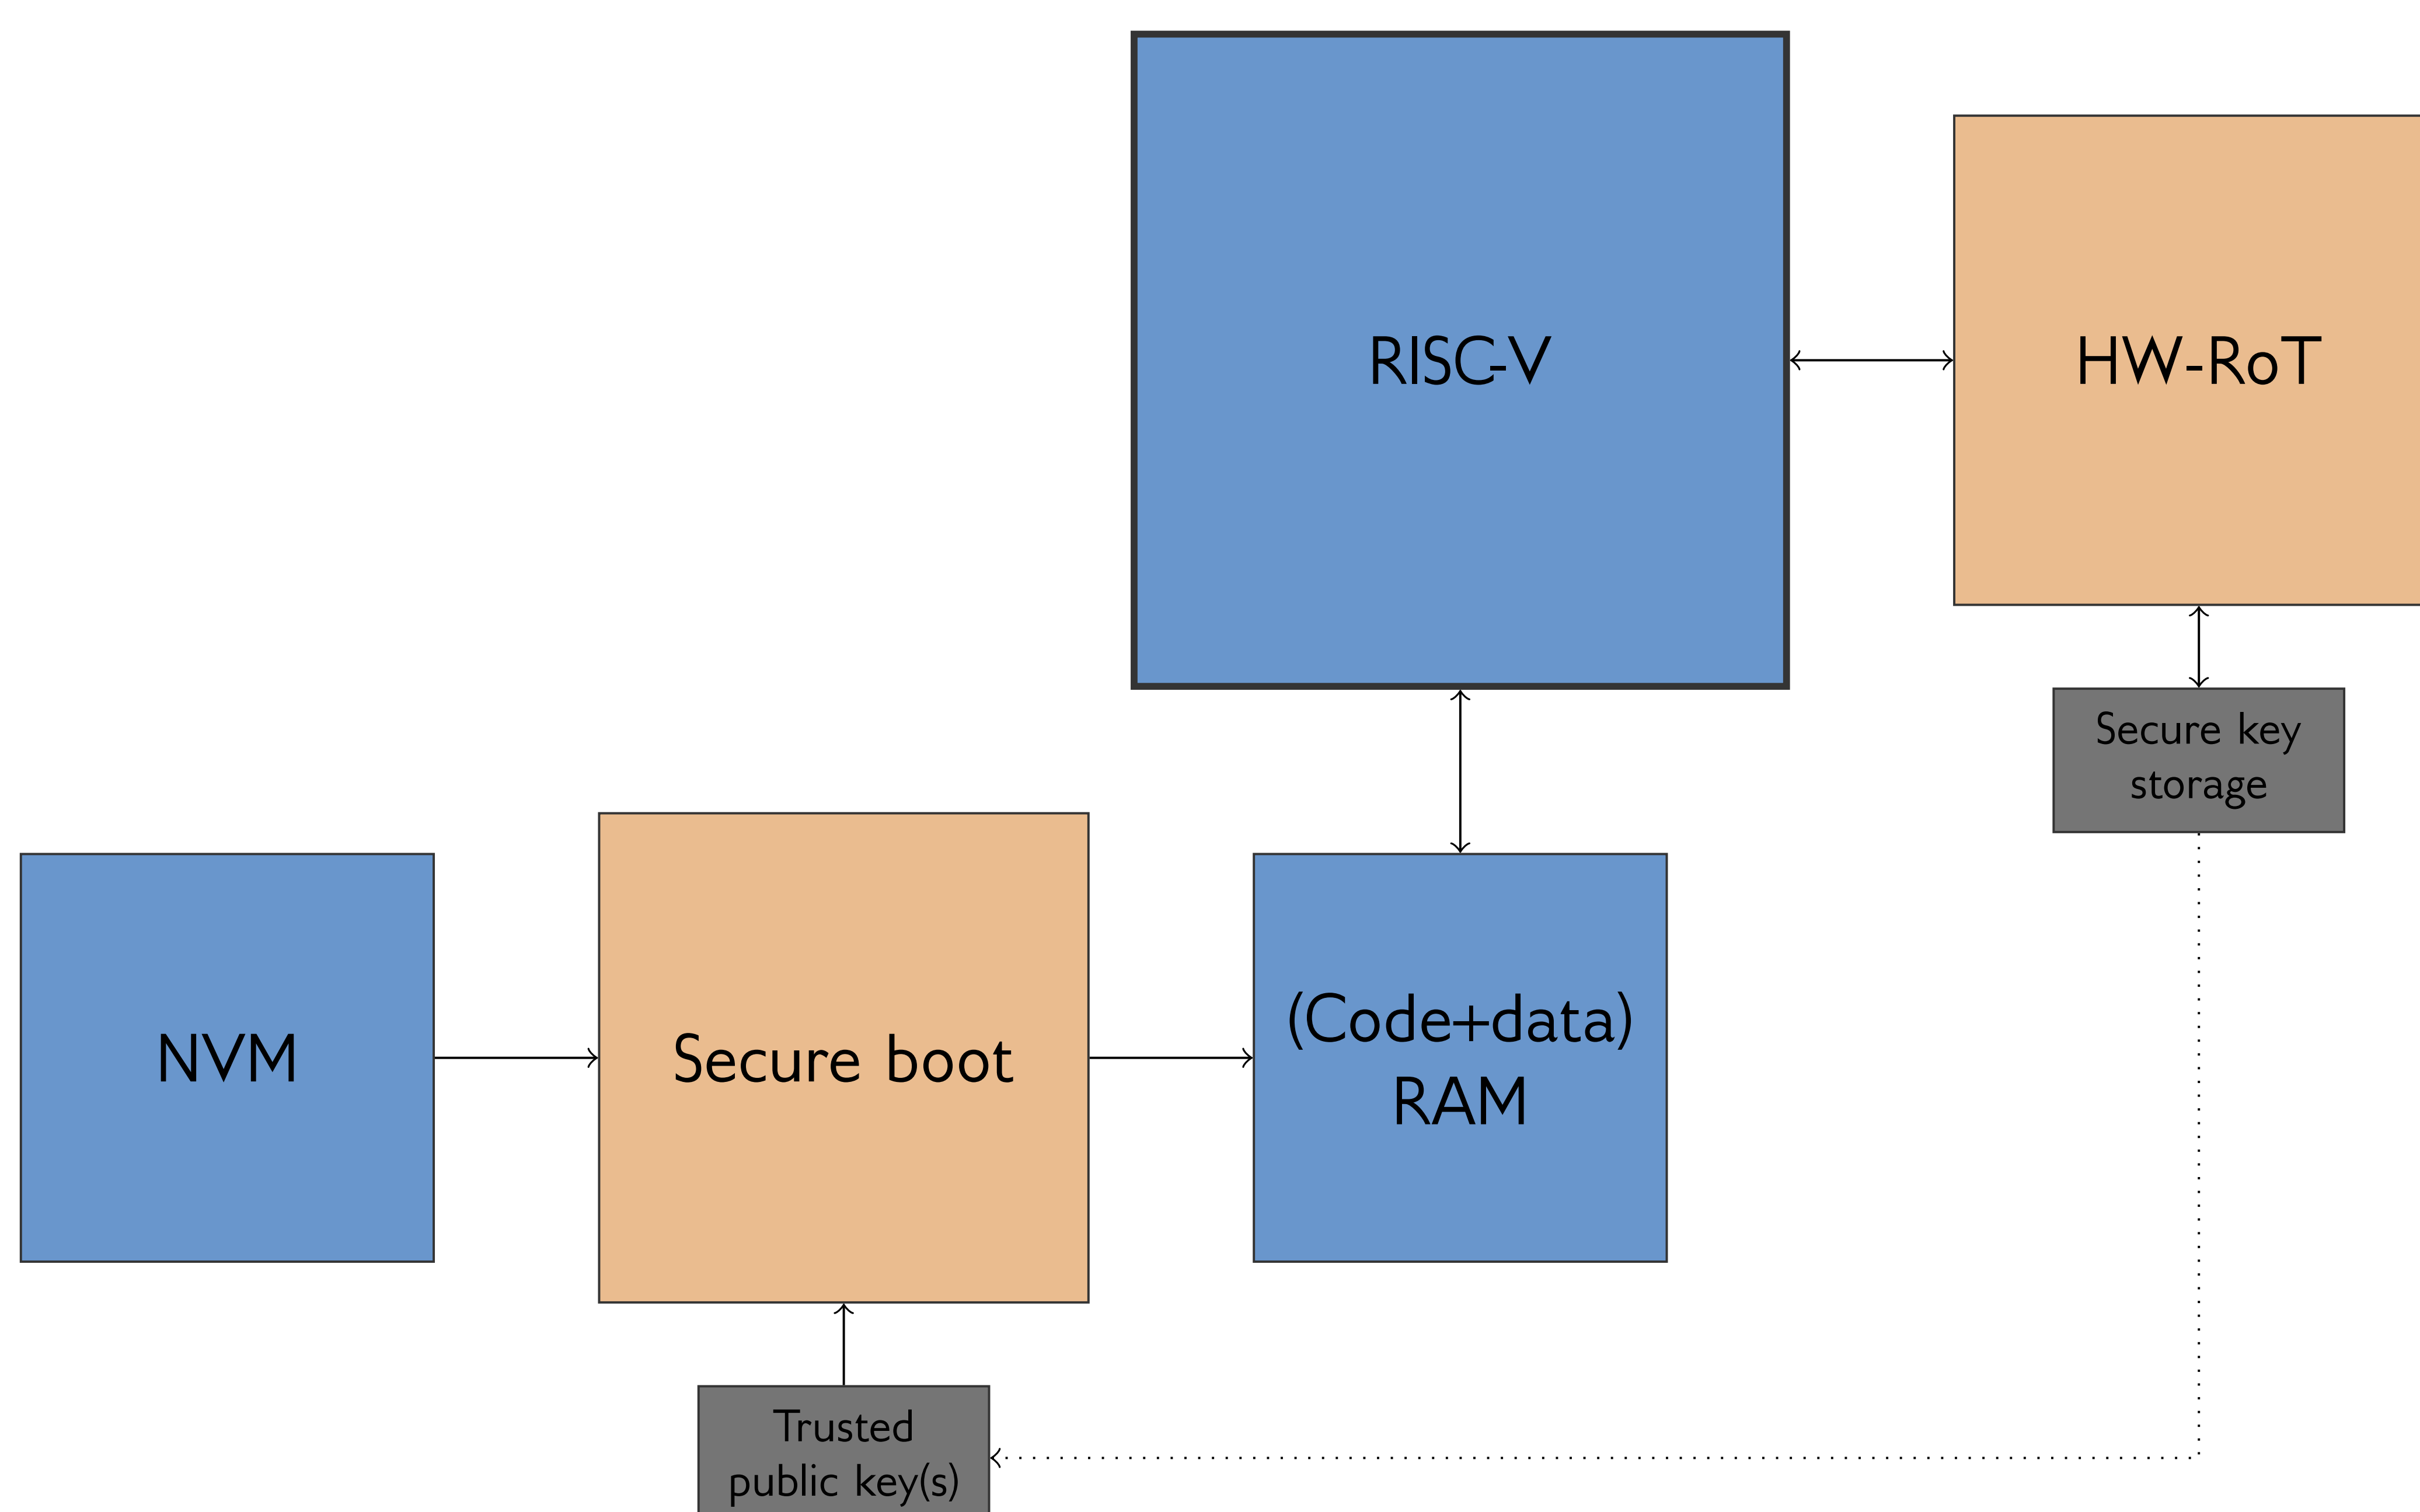 RISC-V
HW-RoT
Secure key
storage
NVM
Secure boot
(Code+data)
RAM
Trusted
public key(s)